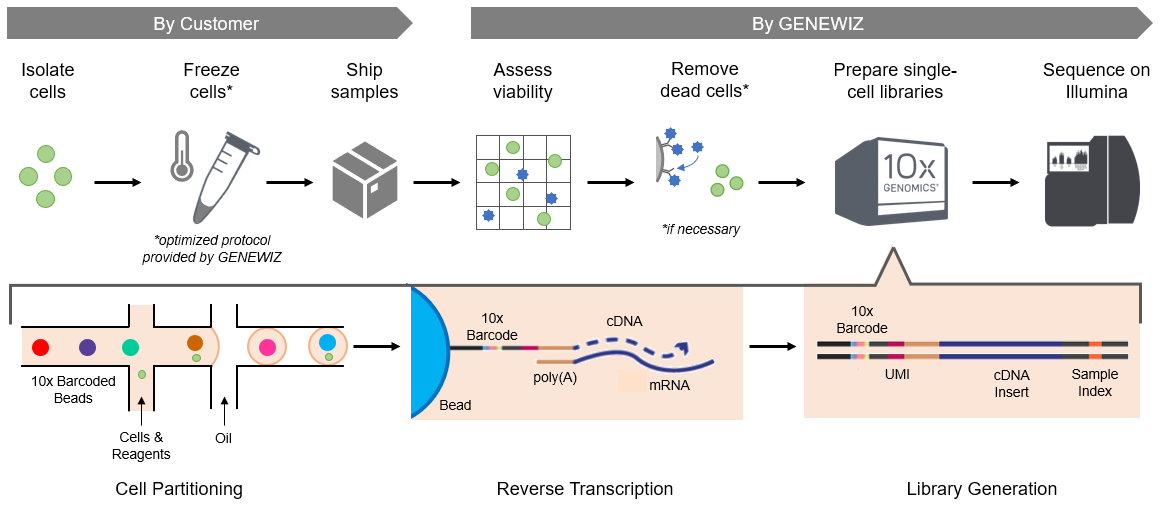 By Customer
By GENEWIZ
Isolate
cells
Freeze
cells*
Ship
samples
Assess
viability
Remove
dead cells*
Prepare single-
cell libraries
Sequence on
Illumina
10x
GENOMICS®
*optimized protocol
provided by GENEWIZ
*if necessary
10x Barcoded
Beads
Cells &
Reagents
Oil
Cell Partitioning
10x
Barcode
cDNA
poly(A)
mRNA
Bead
Reverse Transcription
10x
Barcode
UMI
cDNA
Insert
Sample
Index
Library Generation